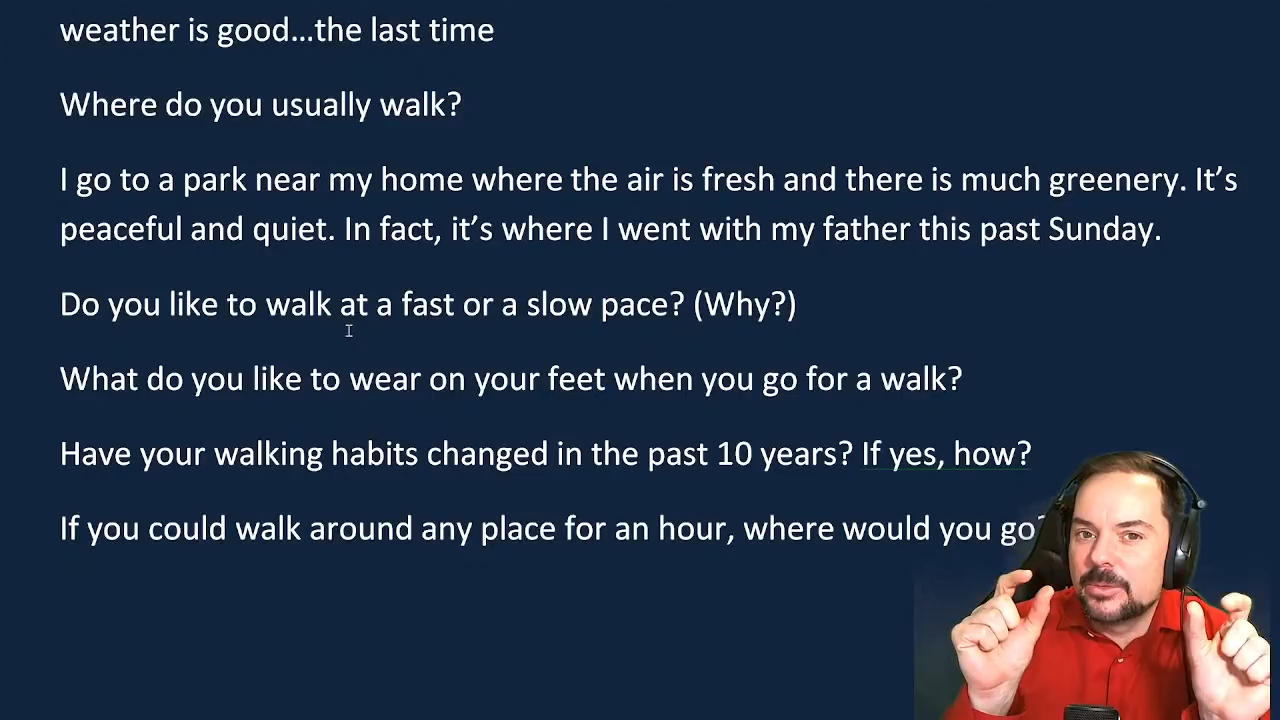 weather is good…the last time
Where do you usually walk?
I go to a park near my home where the air is fresh and there is much greenery. It’s
peaceful and quiet. In fact, it’s where I went with my father this past Sunday.
Do you like to walk at a fast or a slow pace? (Why?)
What do you like to wear on your feet when you go for a walk?
Have your walking habits changed in the past 10 years? If yes, how?
If you could walk around any place for an hour, where would you go?